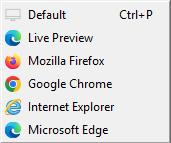 Default Ctrl+P
Live Preview
Mozilla Firefox
Google Chrome
Internet Explorer
Microsoft Edge